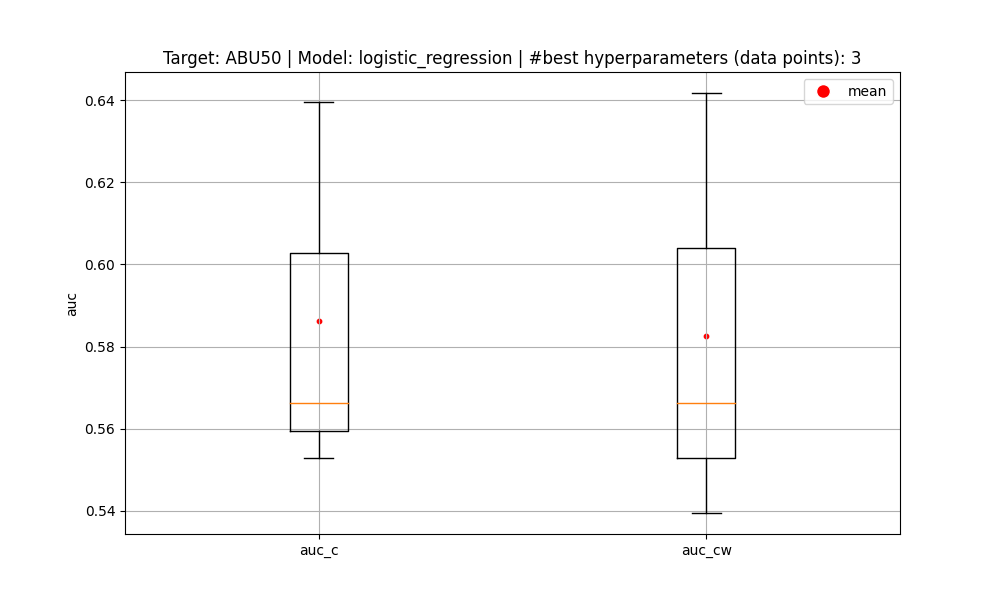 Target: ABU50 | Model: logistic_regression | #best hyperparameters (data points): 3
mean
0.64
0.62
0.60
0.58
0.56
0.54
auc
auc_c
auc_cw